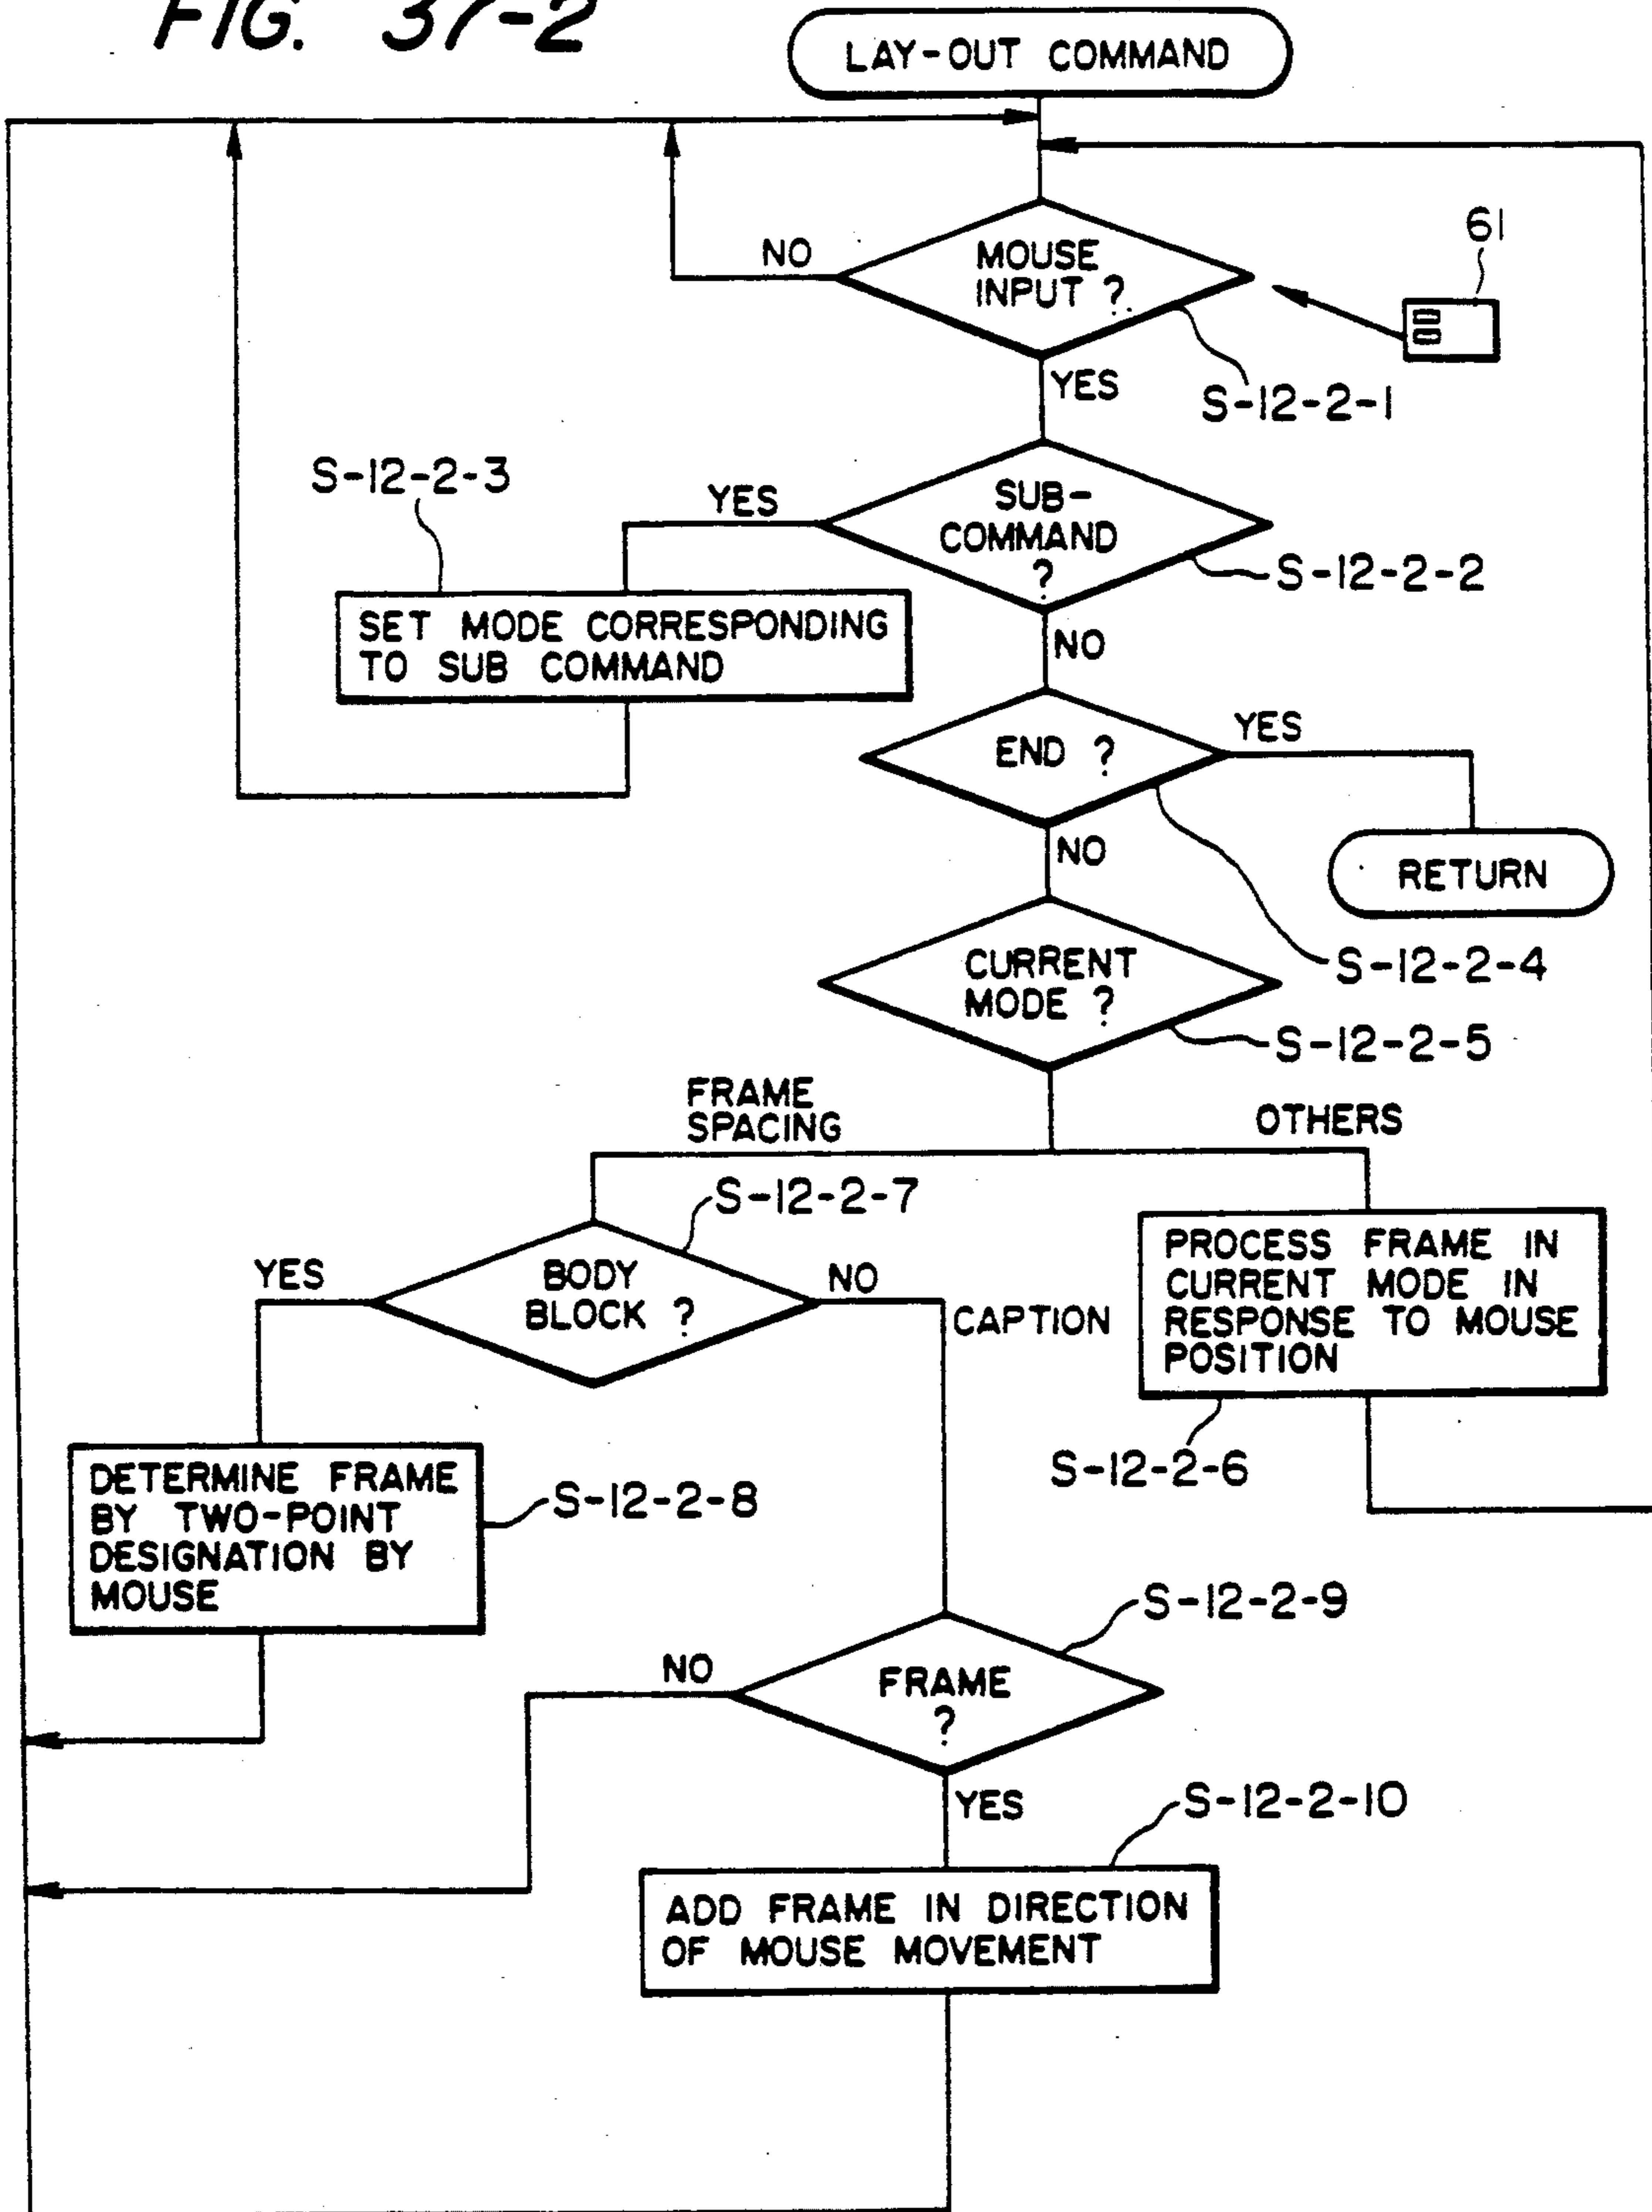 FIG. 37-2
LAY-OUT COMMAND
NO
MOUSE
INPUT ?
61
YES
S-12-2-1
S-12-2-3
YES
SUB-
COMMAND
?
S-12-2-2
SET MODE CORRESPONDING
TO SUB COMMAND
NO
END ?
YES
NO
RETURN
S-12-2-4
CURRENT
MODE ?
S-12-2-5
FRAME
SPACING
OTHERS
S-12-2-7
YES
BODY
BLOCK ?
NO
CAPTION
PROCESS FRAME IN
CURRENT MODE IN
RESPONSE TO MOUSE
POSITION
S-12-2-6
DETERMINE FRAME
BY TWO-POINT
DESIGNATION BY
MOUSE
S-12-2-8
S-12-2-9
NO
FRAME
?
YES
S-12-2-10
ADD FRAME IN DIRECTION
OF MOUSE MOVEMENT